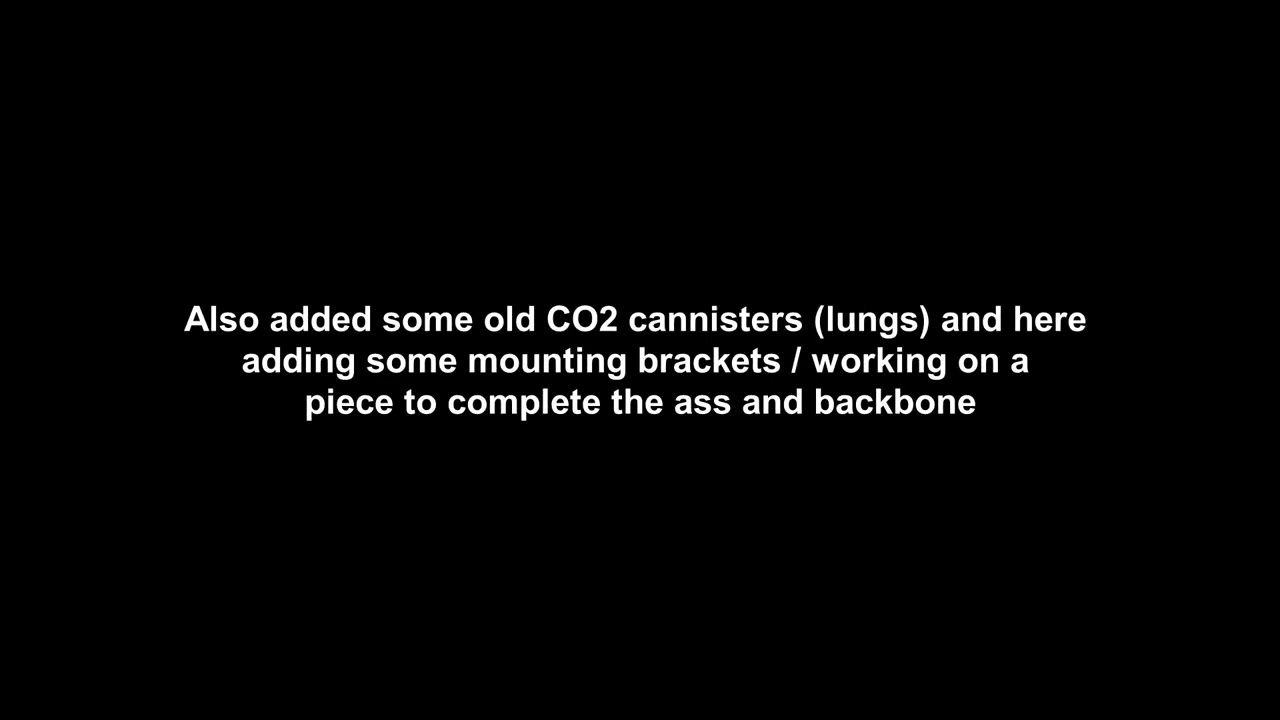 Also added some old CO2 cannisters (lungs) and here
adding some mounting brackets / working on a
piece to complete the ass and backbone